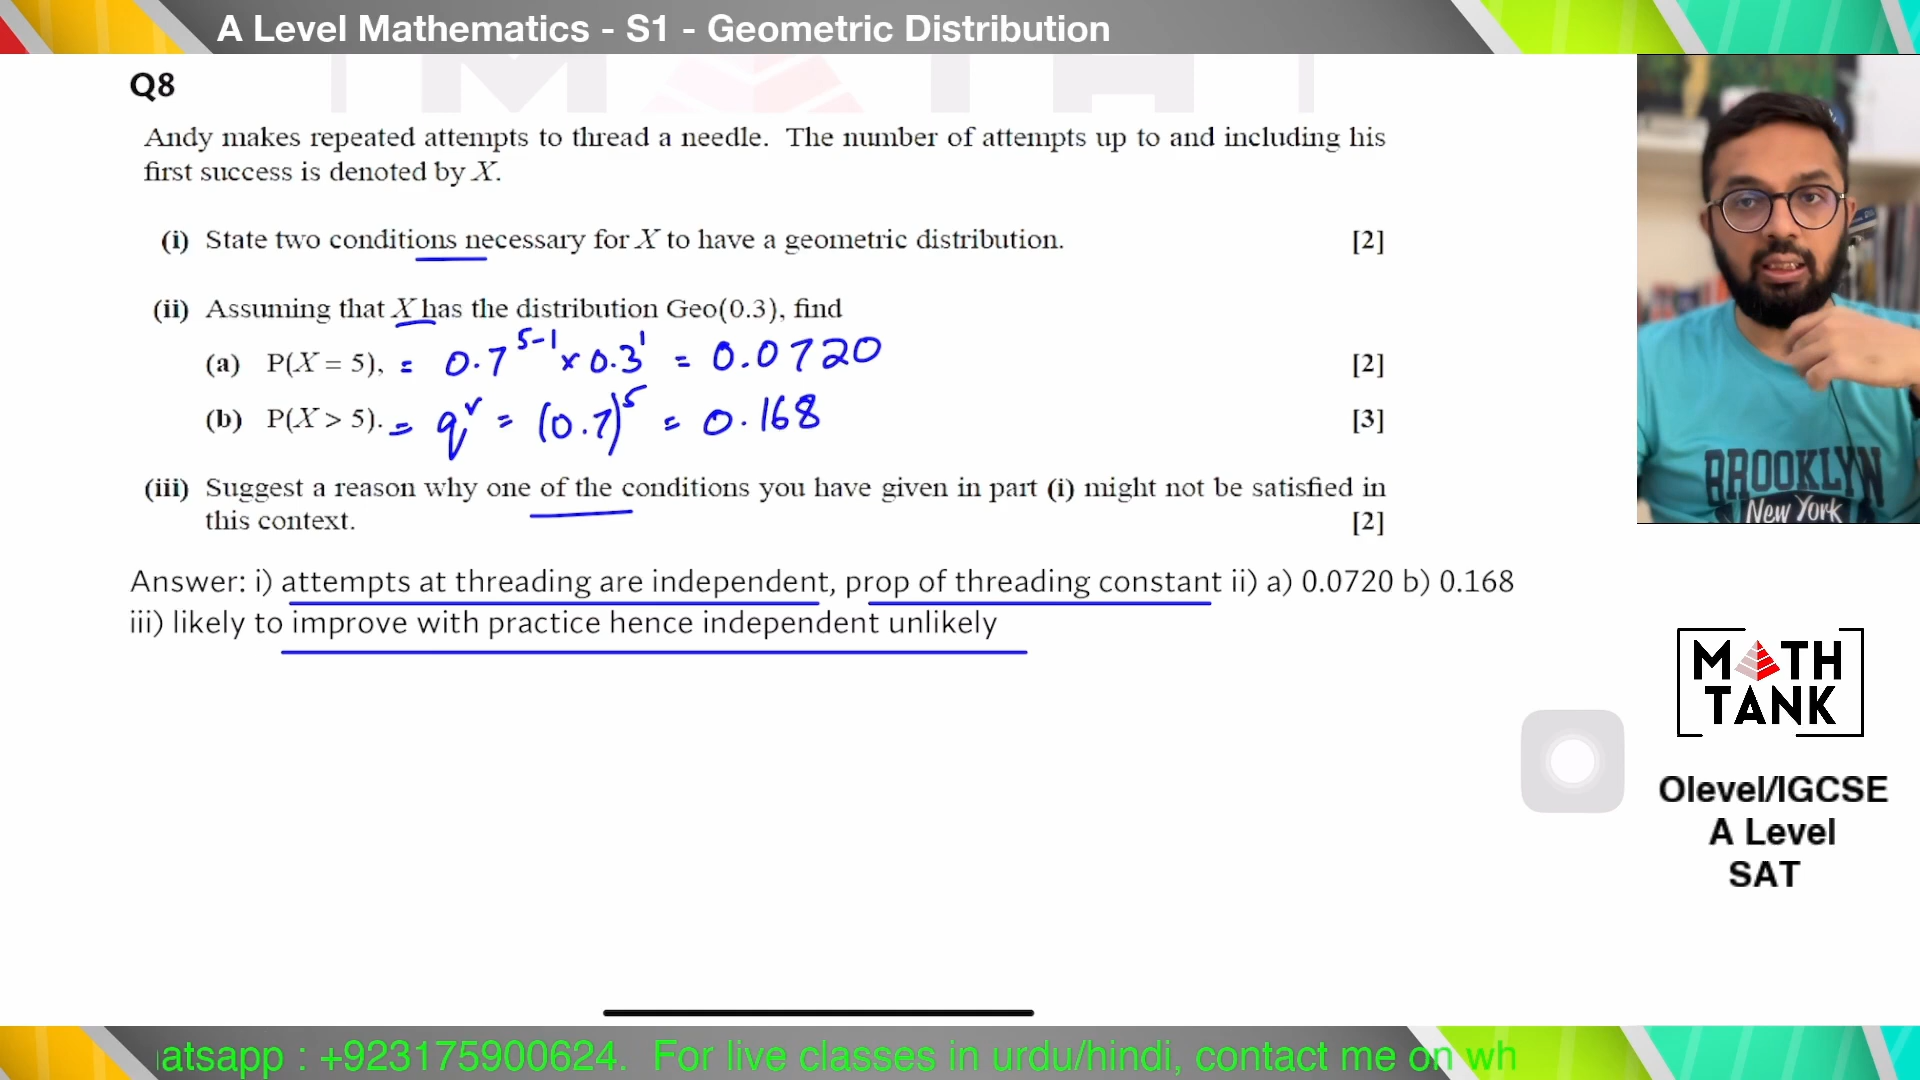 A Level Mathematics - S1 - Geometric Distribution
Q8
Andy makes repeated attempts to thread a needle. The number of attempts up to and including his
first success is denoted by X.
(i) State two conditions necessary for X to have a geometric distribution. [2]
(ii) Assuming that X has the distribution Geo(0.3), find
(a) P(X = 5), = 0.7^5-1 × 0.3^1 = 0.0720 [2]
(b) P(X > 5). = q^r = (0.7)^5 = 0.168 [3]
(iii) Suggest a reason why one of the conditions you have given in part (i) might not be satisfied in
this context. [2]
Answer: i) attempts at threading are independent, prop of threading constant ii) a) 0.0720 b) 0.168
iii) likely to improve with practice hence independent unlikely
BROOKLYN
New York
MATH
TANK
Olevel/IGCSE
A Level
SAT
atsapp : +923175900624. For live classes in urdu/hindi, contact me on wh